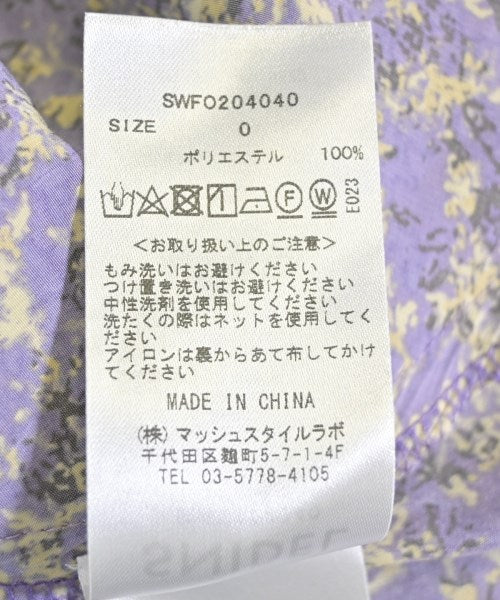 SWFO204040
SIZE 0
ポリエステル 100%
E023
<お取り扱い上のご注意>
もみ洗いはお避けください
つけ置き洗いはお避けください
中性洗剤を使用してください
洗たくの際はネットを使用してく
ださい
アイロンは裏からあて布してかけ
てください
MADE IN CHINA
(株)マッシュスタイルラボ
千代田区麹町5-7-1-4F
TEL 03-5778-4105
SNIDEL